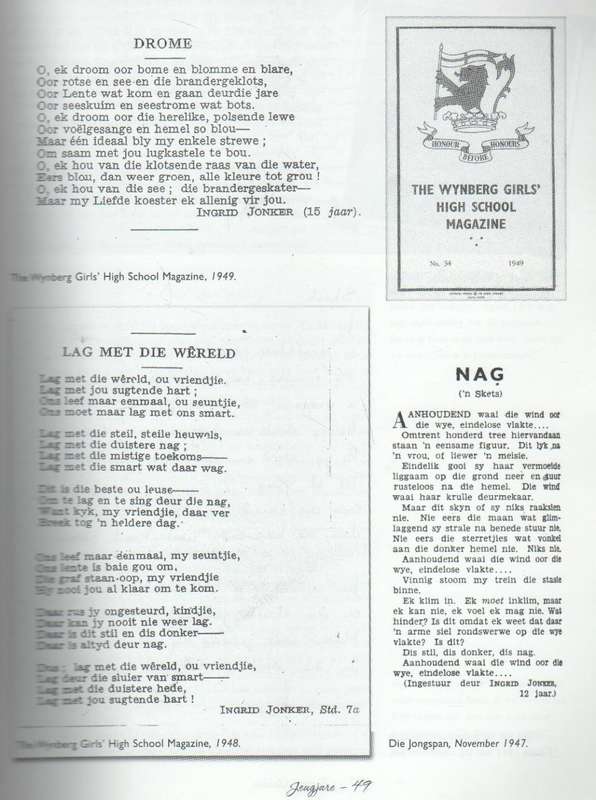 DROME
O, ek droom oor bome en blomme en blare,
Oor rotse en see en die brandergeklots,
Oor Lente wat kom en gaan deurdie jare
Oor seeskuim en seestrome wat bots.
O, ek droom oor die herelike, polsende lewe
Oor voëlgesange en hemel so blou—
Maar één ideaal bly my enkele strewe ;
Om saam met jou lugkastele te bou.
O, ek hou van die klotsende raas van die water,
Eers blou, dan weer groen, alle kleure tot grou !
O, ek hou van die see ; die brandergeskater—
Maar my Liefde koester ek allenig vir jou.
INGRID JONKER (15 jaar).
The Wynberg Girls' High School Magazine, 1949.
HONOUR BEFORE HONOURS
THE WYNBERG GIRLS'
HIGH SCHOOL
MAGAZINE
No. 34 1949
LAG MET DIE WÊRELD
Lag met die wêreld, ou vriendjie.
Lag met jou sugtende hart ;
Ons leef maar eenmaal, ou seuntjie,
Ons moet maar lag met ons smart.
Lag met die steil, steile heuwels,
Lag met die duistere nag ;
Lag met die mistige toekoms—
Lag met die smart wat daar wag.
Dit is die beste ou leuse—
Om te lag en te sing deur die nag,
Want kyk, my vriendjie, daar ver
Breek tog 'n heldere dag.
Ons leef maar éénmaal, my seuntjie,
Ons lente is baie gou om,
Die graf staan-oop, my vriendjie
Hy nooi jou al klaar om te kom.
Daar rus jy ongesteurd, kindjie,
Daar kan jy nooit nie weer lag.
Daar is dit stil en dis donker—
Daar is altyd deur nag.
Dus : lag met die wêreld, ou vriendjie,
Lag deur die sluier van smart—
Lag met die duistere hede,
Lag met jou sugtende hart !
INGRID JONKER, Std. 7a
The Wynberg Girls' High School Magazine, 1948.
NAG
('n Skets)
AANHOUDEND waai die wind oor
die wye, eindelose vlakte....
Omtrent honderd tree hiervandaan
staan 'n eensame figuur. Dit lyk na
'n vrou, of liewer 'n meisie.
Eindelik gooi sy haar vermoeide
liggaam op die grond neer en tuur
rusteloos na die hemel. Die wind
waai haar krulle deurmekaar.
Maar dit skyn of sy niks raaksien
nie. Nie eers die maan wat glim-
laggend sy strale na benede stuur nie.
Nie eers die sterretjies wat vonkel
aan die donker hemel nie. Niks nie.
Aanhoudend waai die wind oor die
wye, eindelose vlakte....
Vinnig stoom my trein die stasie
binne.
Ek klim in. Ek moet inklim, maar
ek kan nie, ek voel ek mag nie. Wat
hinder? Is dit omdat ek weet dat daar
'n arme siel rondswerwe op die wye
vlakte? Is dit?
Dis stil, dis donker, dis nag.
Aanhoudend waai die wind oor die
wye, eindelose vlakte....
(Ingestuur deur INGRID JONKER,
12 jaar.)
Die Jongspan, November 1947.
Jeugjare – 49